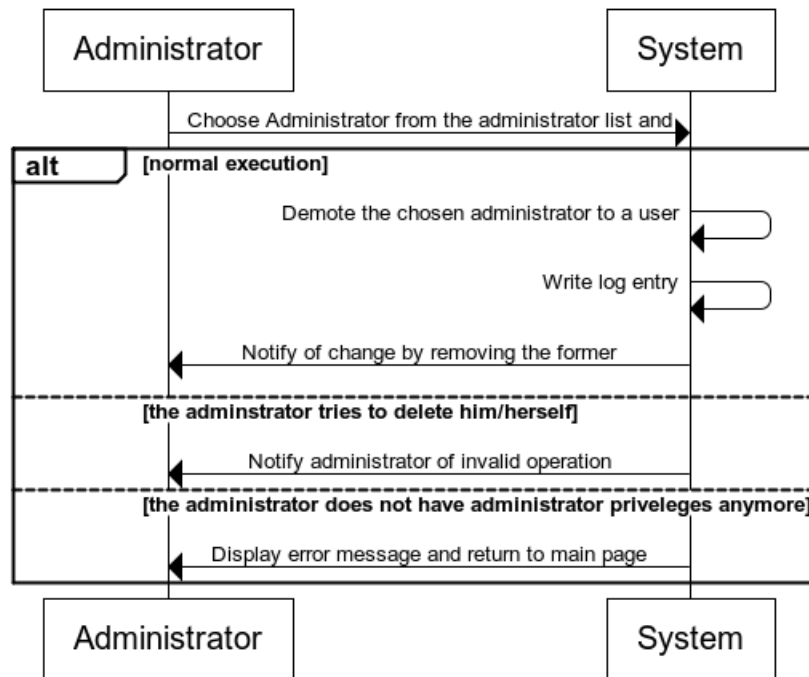 Administrator
System
Choose Administrator from the administrator list and
alt
[normal execution]
Demote the chosen administrator to a user
Write log entry
Notify of change by removing the former
[the adminstrator tries to delete him/herself]
Notify administrator of invalid operation
[the administrator does not have administrator priveleges anymore]
Display error message and return to main page
Administrator
System